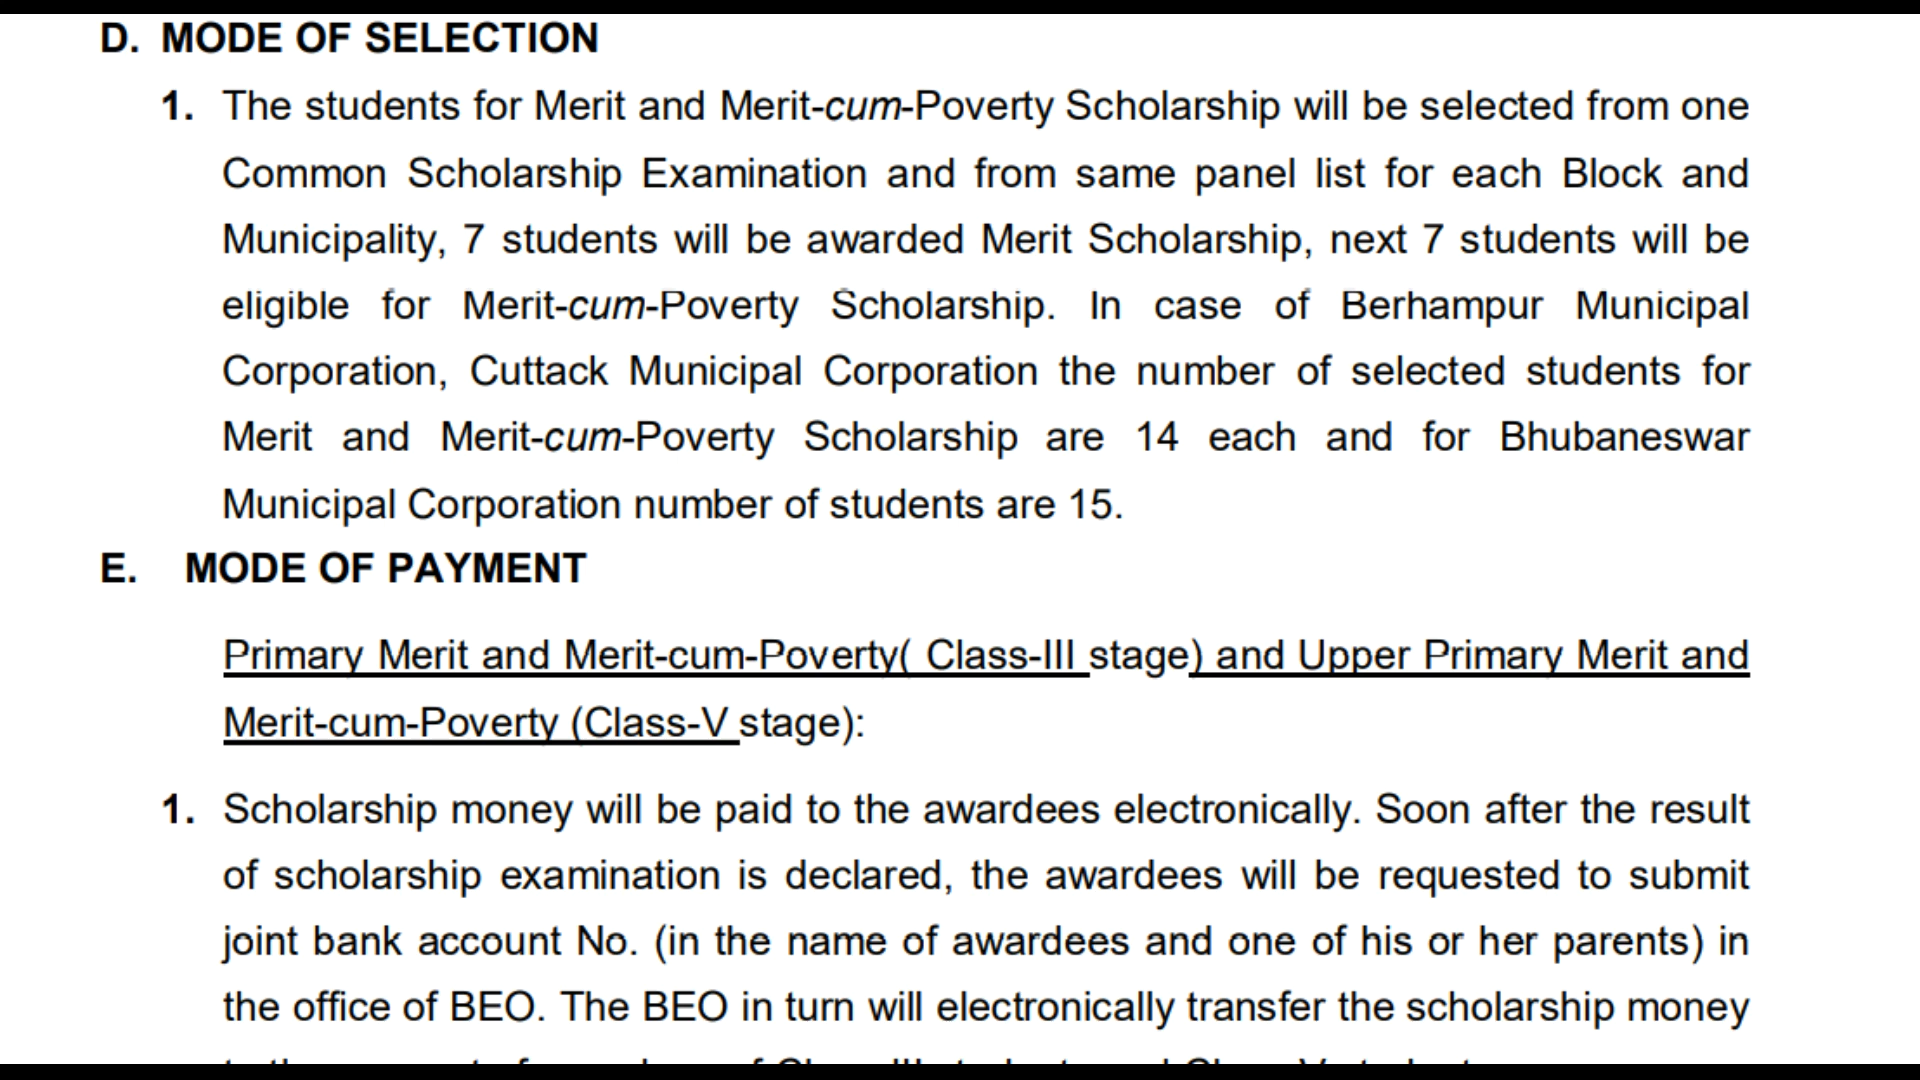 D. MODE OF SELECTION
1. The students for Merit and Merit-cum-Poverty Scholarship will be selected from one
Common Scholarship Examination and from same panel list for each Block and
Municipality, 7 students will be awarded Merit Scholarship, next 7 students will be
eligible for Merit-cum-Poverty Scholarship. In case of Berhampur Municipal
Corporation, Cuttack Municipal Corporation the number of selected students for
Merit and Merit-cum-Poverty Scholarship are 14 each and for Bhubaneswar
Municipal Corporation number of students are 15.
E. MODE OF PAYMENT
Primary Merit and Merit-cum-Poverty( Class-III stage) and Upper Primary Merit and
Merit-cum-Poverty (Class-V stage):
1. Scholarship money will be paid to the awardees electronically. Soon after the result
of scholarship examination is declared, the awardees will be requested to submit
joint bank account No. (in the name of awardees and one of his or her parents) in
the office of BEO. The BEO in turn will electronically transfer the scholarship money